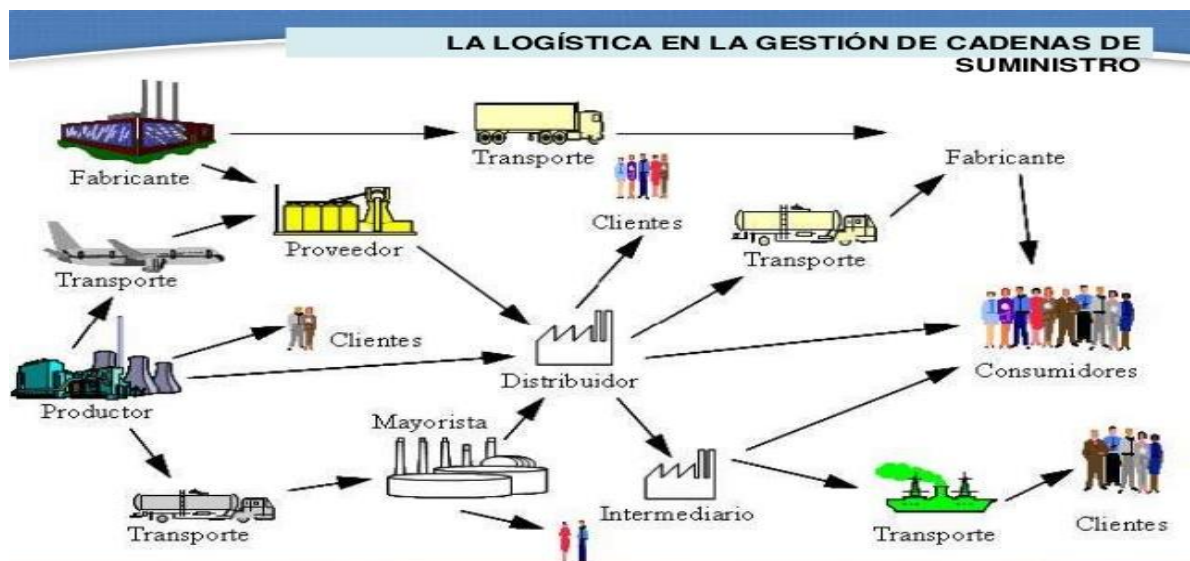 LA LOGÍSTICA EN LA GESTIÓN DE CADENAS DE
SUMINISTRO
Transporte
Fabricante
Fabricante
Clientes
Proveedor
Transporte
Transporte
Clientes
Distribuidor
Consumidores
Productor
Mayorista
Intermediario
Transporte
Transporte
Clientes